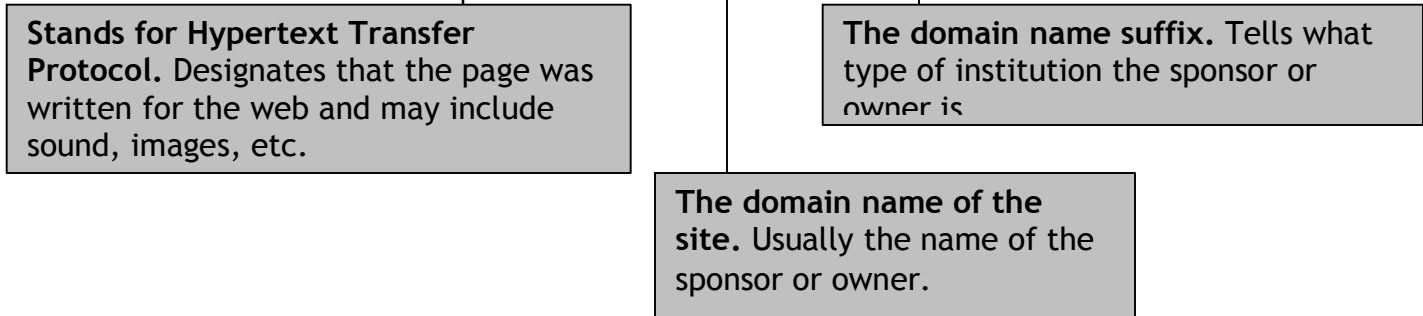 Stands for Hypertext Transfer
Protocol. Designates that the page was
written for the web and may include
sound, images, etc.
The domain name suffix. Tells what
type of institution the sponsor or
owner is
The domain name of the
site. Usually the name of the
sponsor or owner.